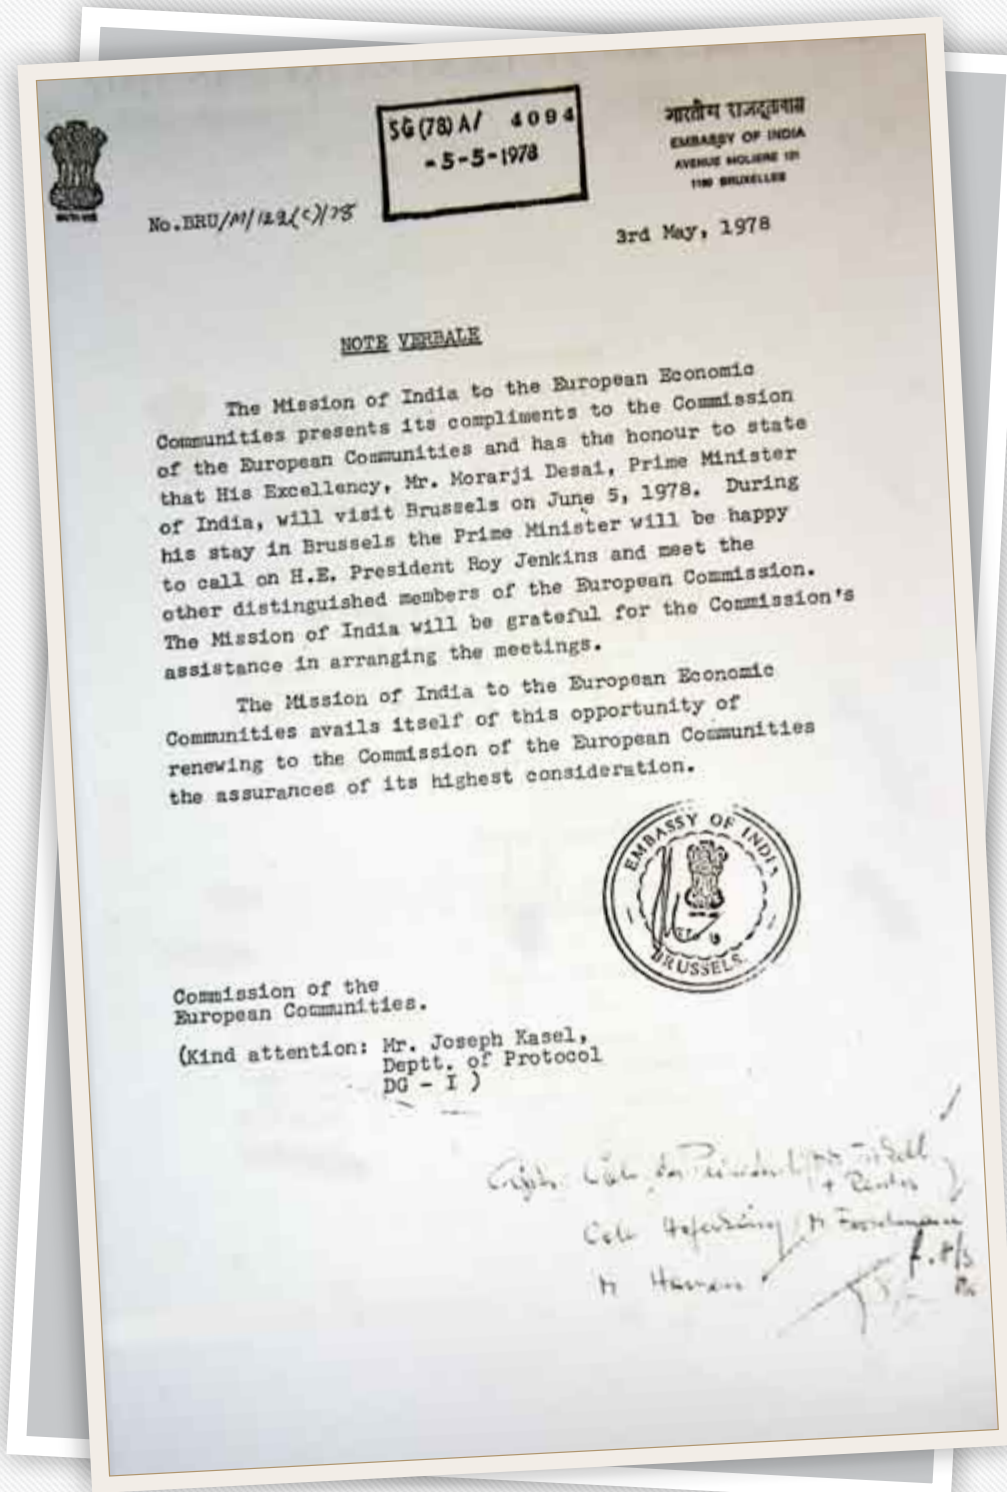 SG(78) A/ 4094
-5-5-1978
भारतीय राजदूतावास
EMBASSY OF INDIA
AVENUE MOLIERE 121
1180 BRUXELLES
No.BRU/M/122(C)/78
3rd May, 1978
NOTE VERBALE
The Mission of India to the European Economic
Communities presents its compliments to the Commission
of the European Communities and has the honour to state
that His Excellency, Mr. Morarji Desai, Prime Minister
of India, will visit Brussels on June 5, 1978. During
his stay in Brussels the Prime Minister will be happy
to call on H.E. President Roy Jenkins and meet the
other distinguished members of the European Commission.
The Mission of India will be grateful for the Commission's
assistance in arranging the meetings.
The Mission of India to the European Economic
Communities avails itself of this opportunity of
renewing to the Commission of the European Communities
the assurances of its highest consideration.
EMBASSY OF INDIA
BRUSSELS
Commission of the
European Communities.
(Kind attention: Mr. Joseph Kasel,
Deptt. of Protocol
DG - I )